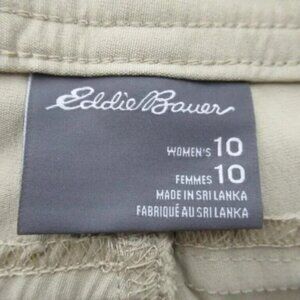 Eddie Bauer
WOMEN'S 10
FEMMES 10
MADE IN SRI LANKA
FABRIQUÉ AU SRI LANKA